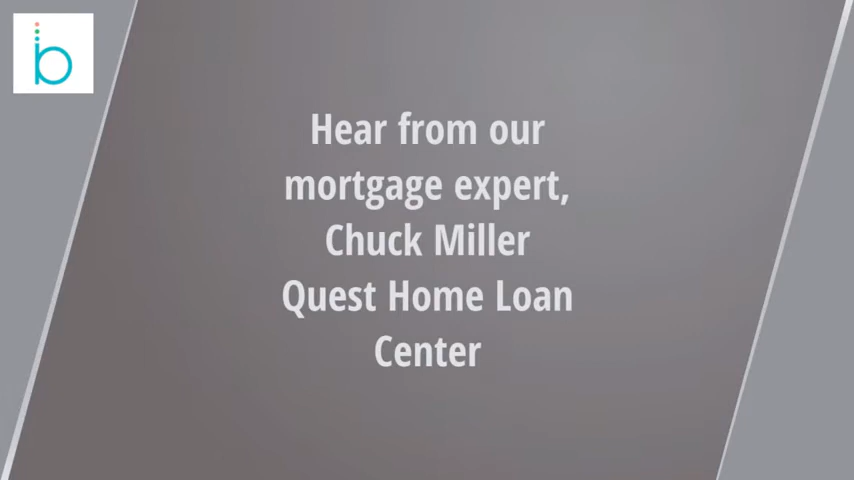 b
Hear from our
mortgage expert,
Chuck Miller
Quest Home Loan
Center